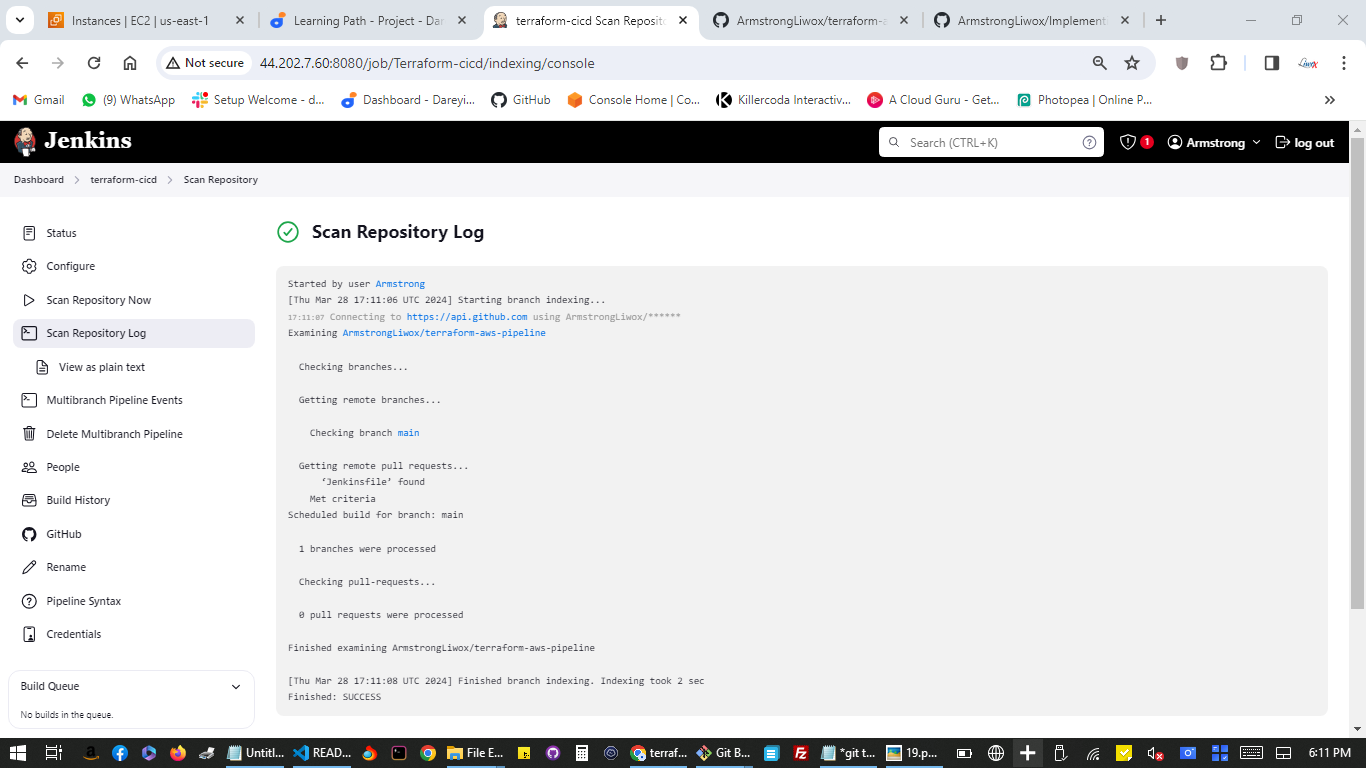 Instances | EC2 | us-east-1
Learning Path - Project - Dar
terraform-cicd Scan Reposito
ArmstrongLiwox/terraform-a
ArmstrongLiwox/Implement
Not secure
44.202.7.60:8080/job/Terraform-cicd/indexing/console
Gmail
(9) WhatsApp
Setup Welcome - d...
Dashboard - Dareyi...
GitHub
Console Home | Co...
Killercoda Interactiv...
A Cloud Guru - Get...
Photopea | Online P...
Jenkins
Search (CTRL+K)
1
Armstrong
log out
Dashboard
terraform-cicd
Scan Repository
Status
Configure
Scan Repository Now
Scan Repository Log
View as plain text
Multibranch Pipeline Events
Delete Multibranch Pipeline
People
Build History
GitHub
Rename
Pipeline Syntax
Credentials
Build Queue
No builds in the queue.
Scan Repository Log
Started by user Armstrong
[Thu Mar 28 17:11:06 UTC 2024] Starting branch indexing...
17:11:07 Connecting to https://api.github.com using ArmstrongLiwox/******
Examining ArmstrongLiwox/terraform-aws-pipeline
Checking branches...
Getting remote branches...
Checking branch main
Getting remote pull requests...
‘Jenkinsfile’ found
Met criteria
Scheduled build for branch: main
1 branches were processed
Checking pull-requests...
0 pull requests were processed
Finished examining ArmstrongLiwox/terraform-aws-pipeline
[Thu Mar 28 17:11:08 UTC 2024] Finished branch indexing. Indexing took 2 sec
Finished: SUCCESS
Untitl...
READ...
File E...
terraf...
Git B...
*git t...
19.p...
6:11 PM